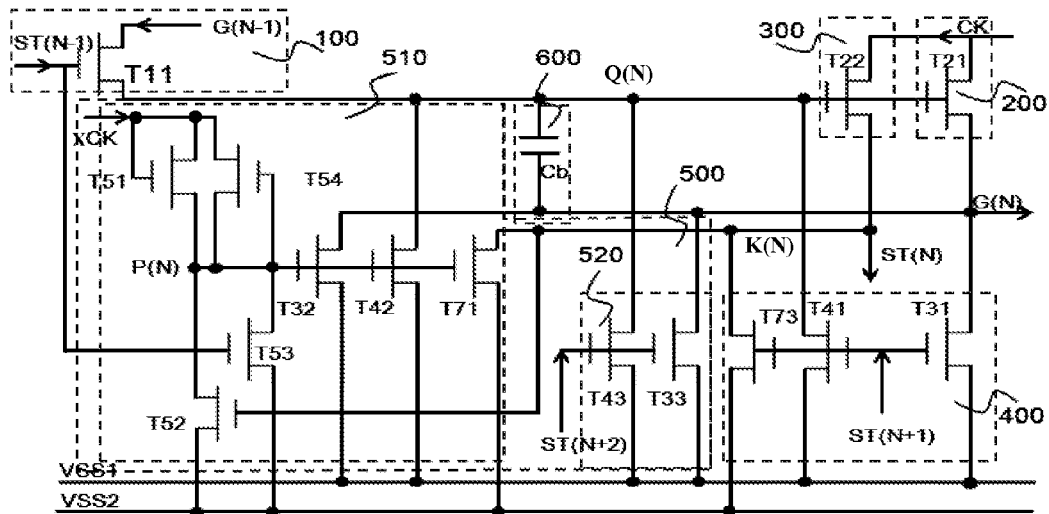 ST(N-1)
G(N-1)
100
T11
510
600
Q(N)
300
CK
T22
T21
200
XCK
T51
T54
Cb
500
G(N)
P(N)
K(N)
ST(N)
T32
T42
T71
520
T73
T41
T31
T53
T52
T43
T33
400
ST(N+2)
ST(N+1)
VSS1
VSS2